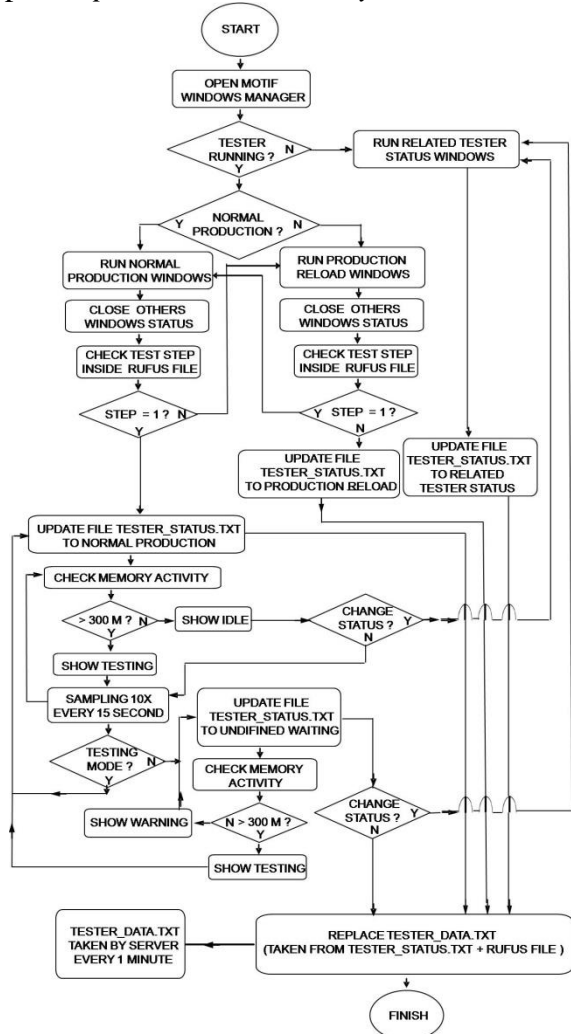 START
OPEN MOTIF
WINDOWS MANAGER
TESTER
RUNNING ?
N
Y
RUN RELATED TESTER
STATUS WINDOWS
Y
NORMAL
PRODUCTION ?
N
RUN NORMAL
PRODUCTION WINDOWS
RUN PRODUCTION
RELOAD WINDOWS
CLOSE OTHERS
WINDOWS STATUS
CLOSE OTHERS
WINDOWS STATUS
CHECK TEST STEP
INSIDE RUFUS FILE
CHECK TEST STEP
INSIDE RUFUS FILE
STEP = 1 ? N
Y
Y STEP = 1 ?
N
UPDATE FILE
TESTER_STATUS.TXT
TO PRODUCTION RELOAD
UPDATE FILE
TESTER_STATUS.TXT
TO RELATED
TESTER STATUS
UPDATE FILE TESTER_STATUS.TXT
TO NORMAL PRODUCTION
CHECK MEMORY ACTIVITY
> 300 M ? N
Y
SHOW IDLE
CHANGE
STATUS ? Y
N
SHOW TESTING
SAMPLING 10X
EVERY 15 SECOND
UPDATE FILE
TESTER_STATUS.TXT
TO UNDIFINED WAITING
TESTING
MODE ? N
Y
CHECK MEMORY
ACTIVITY
SHOW WARNING
N > 300 M ?
Y
CHANGE
STATUS ? Y
N
SHOW TESTING
TESTER_DATA.TXT
TAKEN BY SERVER
EVERY 1 MINUTE
REPLACE TESTER_DATA.TXT
(TAKEN FROM TESTER_STATUS.TXT + RUFUS FILE )
FINISH